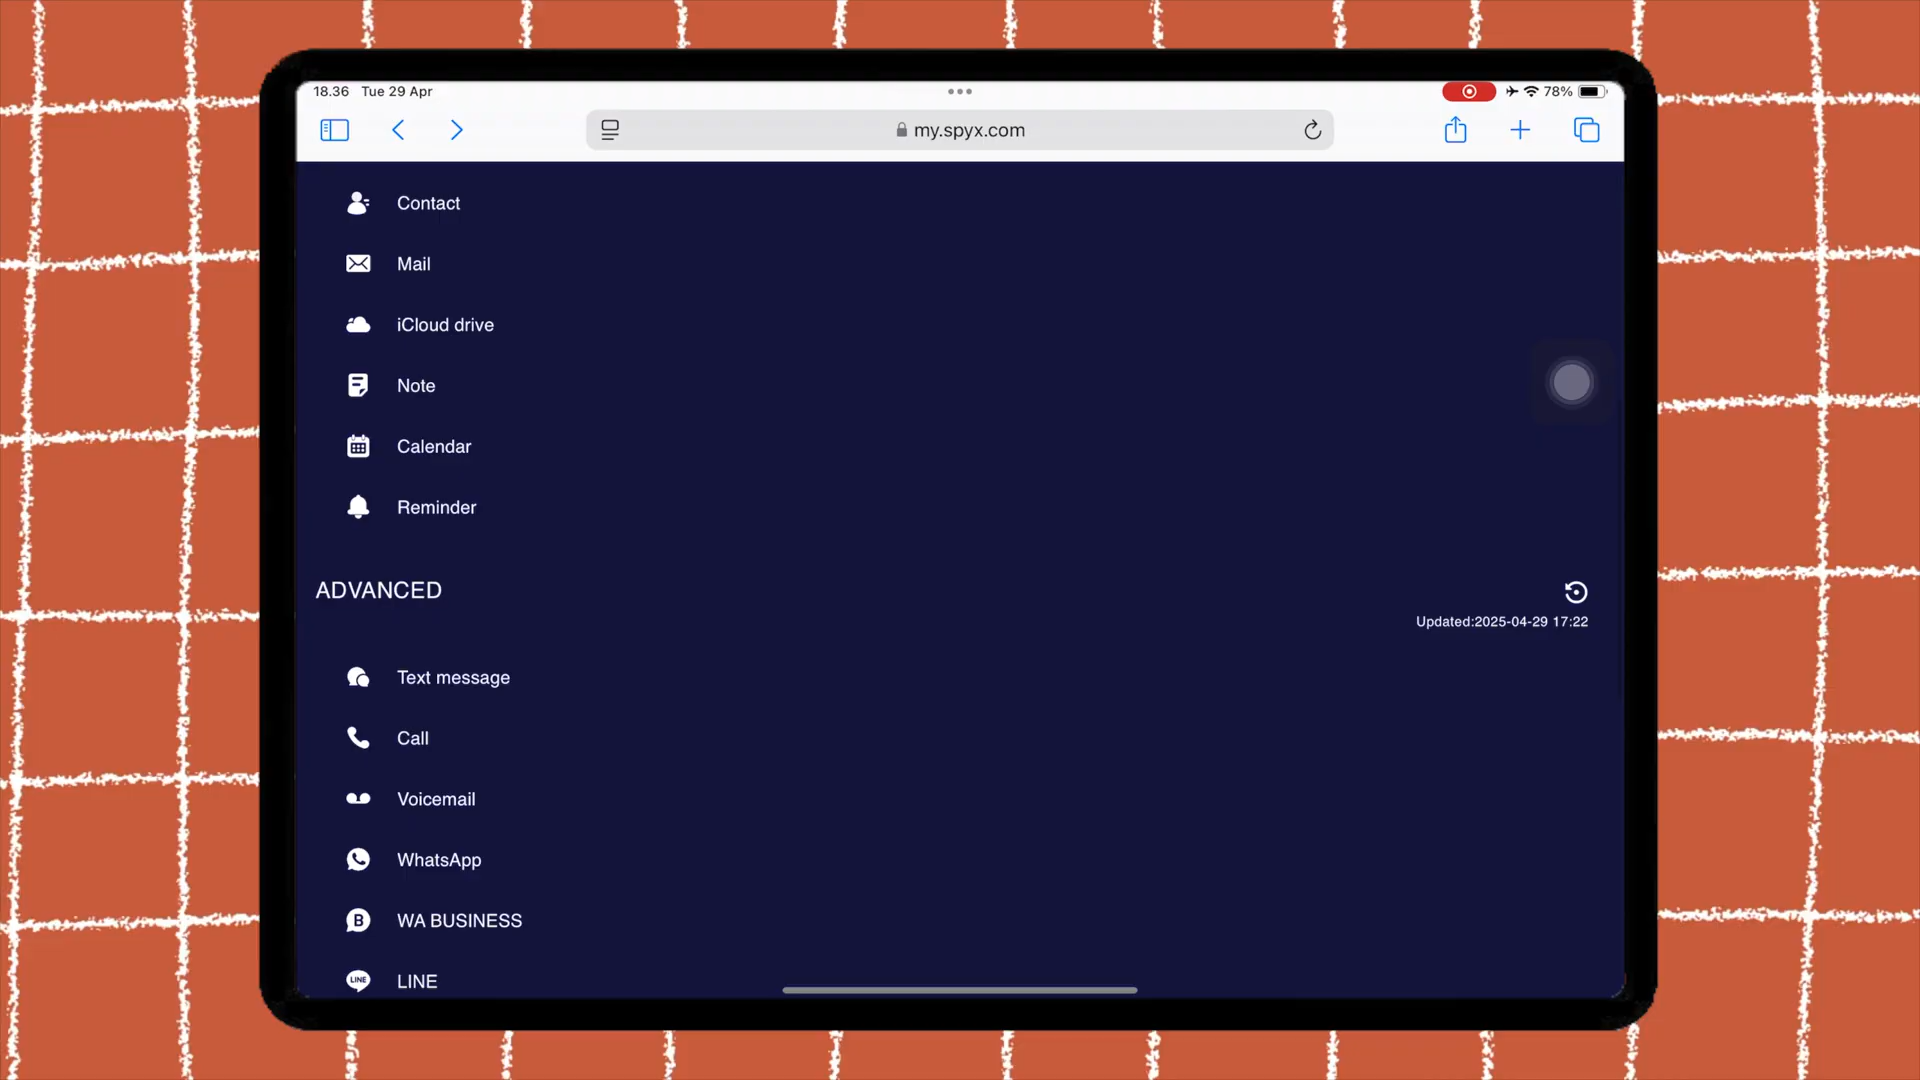 18.36 Tue 29 Apr
78%
my.spyx.com
Contact
Mail
iCloud drive
Note
Calendar
Reminder
ADVANCED
Updated:2025-04-29 17:22
Text message
Call
Voicemail
WhatsApp
B WA BUSINESS
LINE LINE